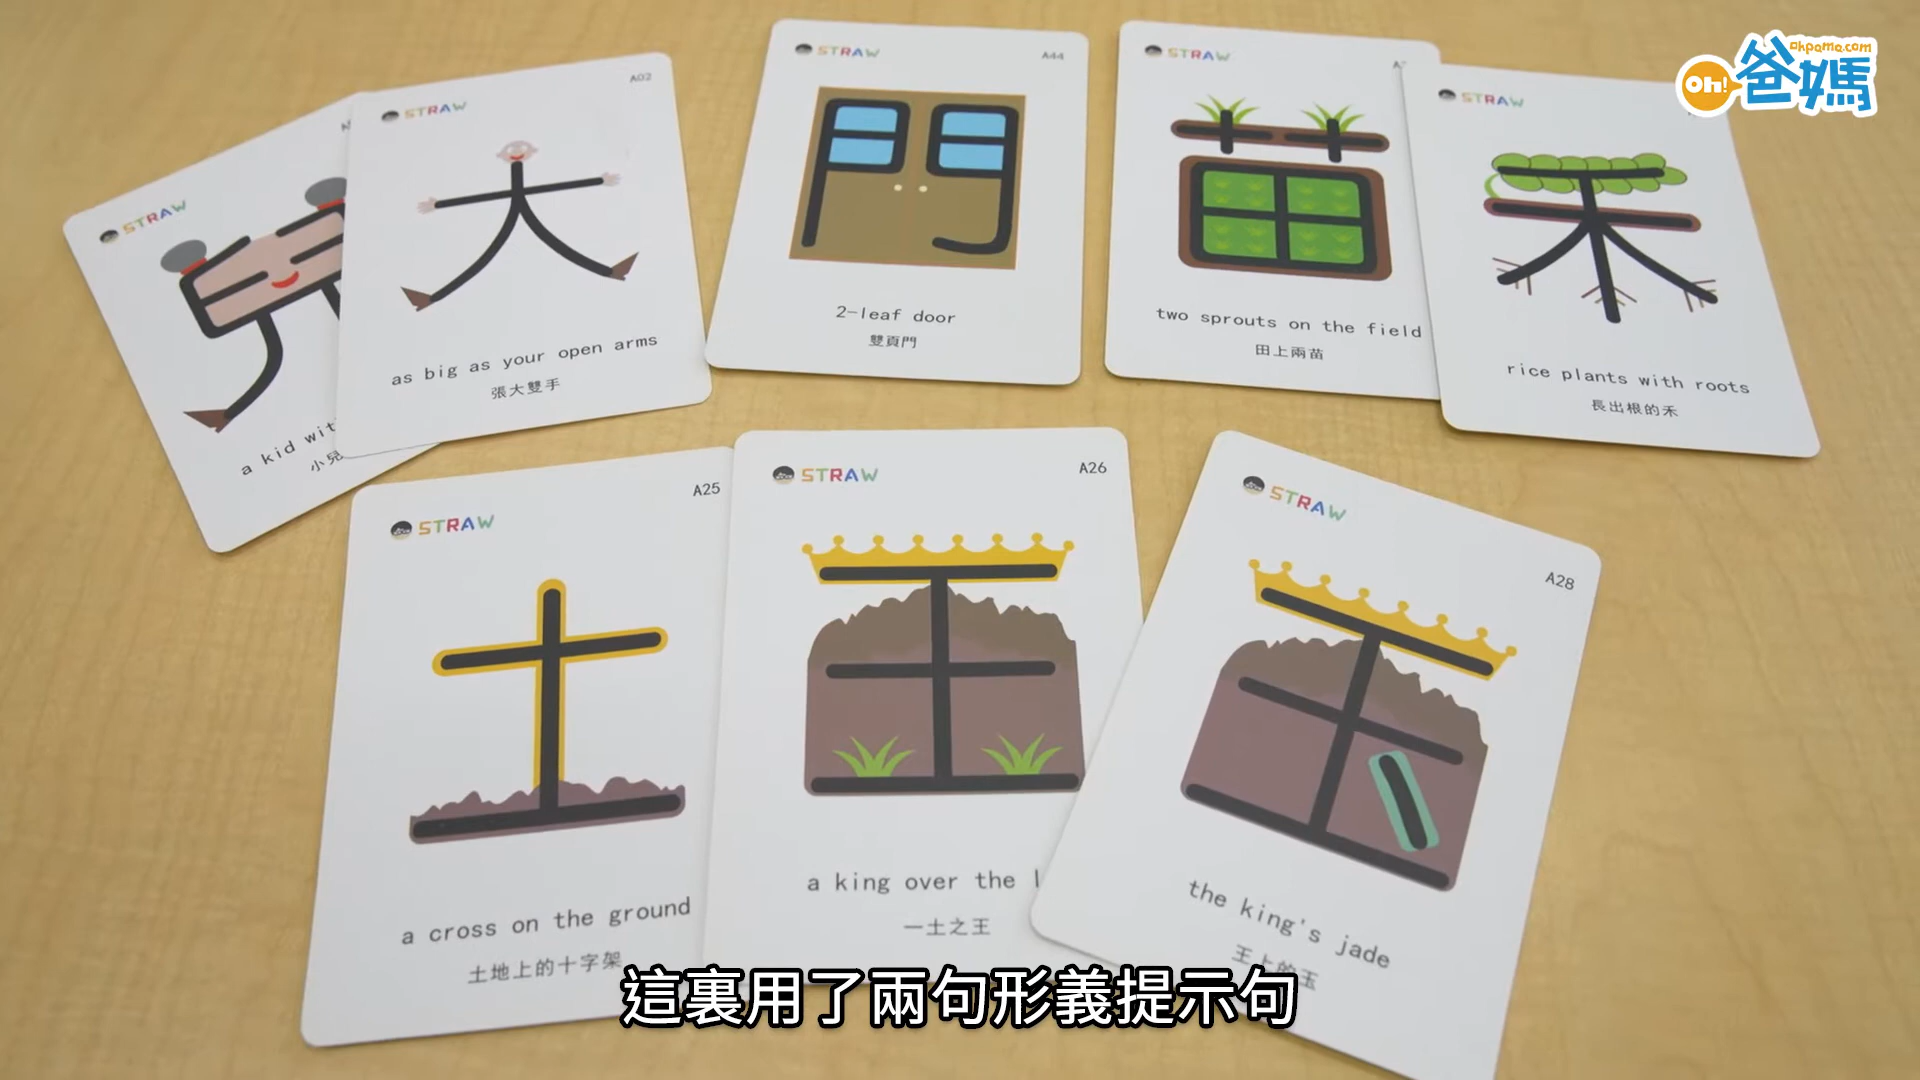 ohpama.com
Oh!爸媽
STRAW
a kid wit
小兒
STRAW
A02
大
as big as your open arms
張大雙手
STRAW
A44
門
2-leaf door
雙頁門
STRAW
苗
two sprouts on the field
田上兩苗
STRAW
禾
rice plants with roots
長出根的禾
STRAW
A25
土
a cross on the ground
土地上的十字架
STRAW
A26
王
a king over the
一土之王
STRAW
A28
玉
the king's jade
王上的玉
這裏用了兩句形義提示句